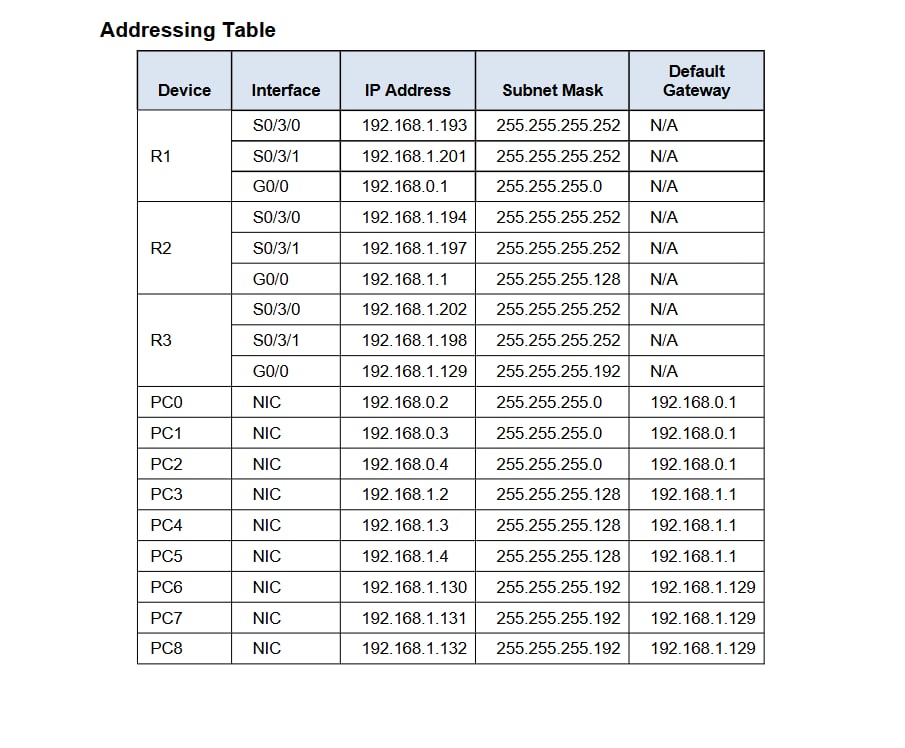 Addressing Table
Device Interface IP Address Subnet Mask Default Gateway
R1 S0/3/0 192.168.1.193 255.255.255.252 N/A
S0/3/1 192.168.1.201 255.255.255.252 N/A
G0/0 192.168.0.1 255.255.255.0 N/A
R2 S0/3/0 192.168.1.194 255.255.255.252 N/A
S0/3/1 192.168.1.197 255.255.255.252 N/A
G0/0 192.168.1.1 255.255.255.128 N/A
R3 S0/3/0 192.168.1.202 255.255.255.252 N/A
S0/3/1 192.168.1.198 255.255.255.252 N/A
G0/0 192.168.1.129 255.255.255.192 N/A
PC0 NIC 192.168.0.2 255.255.255.0 192.168.0.1
PC1 NIC 192.168.0.3 255.255.255.0 192.168.0.1
PC2 NIC 192.168.0.4 255.255.255.0 192.168.0.1
PC3 NIC 192.168.1.2 255.255.255.128 192.168.1.1
PC4 NIC 192.168.1.3 255.255.255.128 192.168.1.1
PC5 NIC 192.168.1.4 255.255.255.128 192.168.1.1
PC6 NIC 192.168.1.130 255.255.255.192 192.168.1.129
PC7 NIC 192.168.1.131 255.255.255.192 192.168.1.129
PC8 NIC 192.168.1.132 255.255.255.192 192.168.1.129